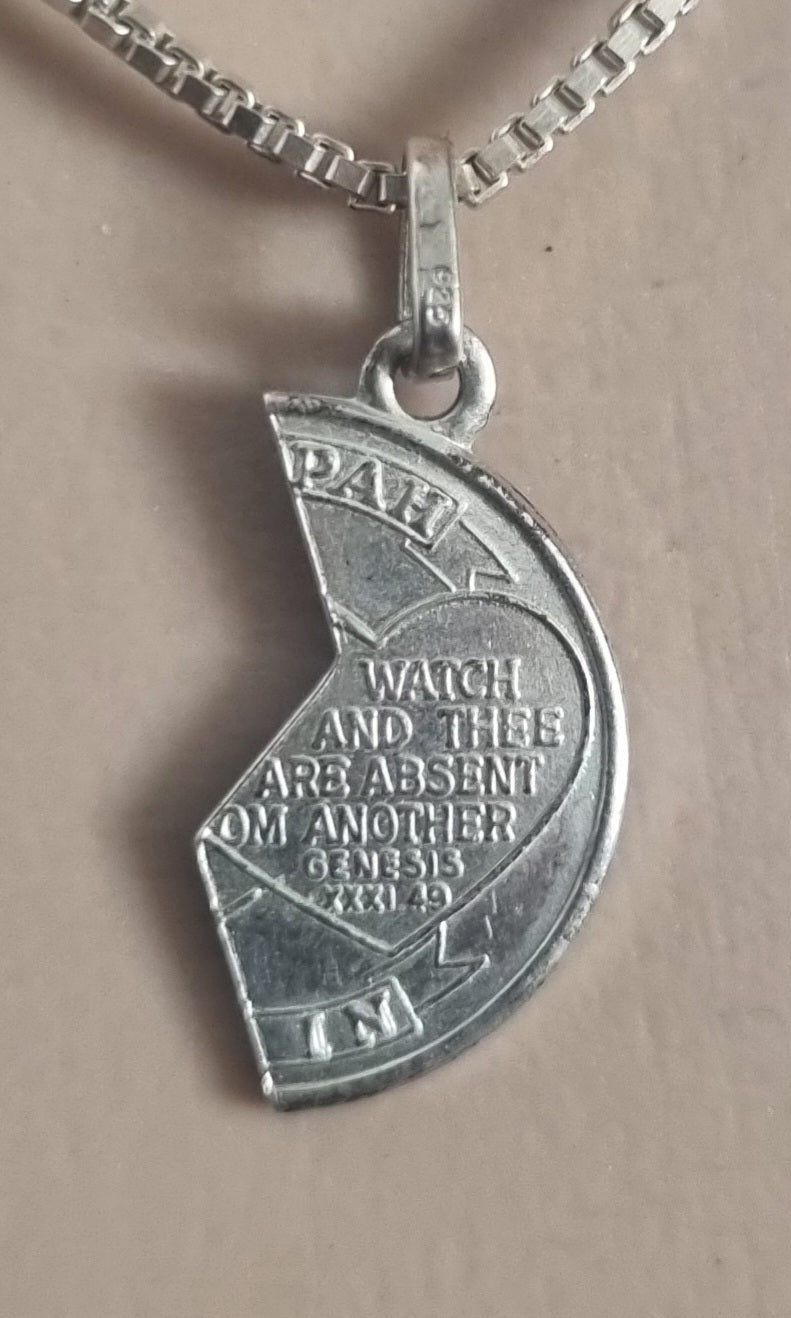 925
PAH
WATCH
AND THEE
ARE ABSENT
OM ANOTHER
GENESIS
XXXI 49
IN